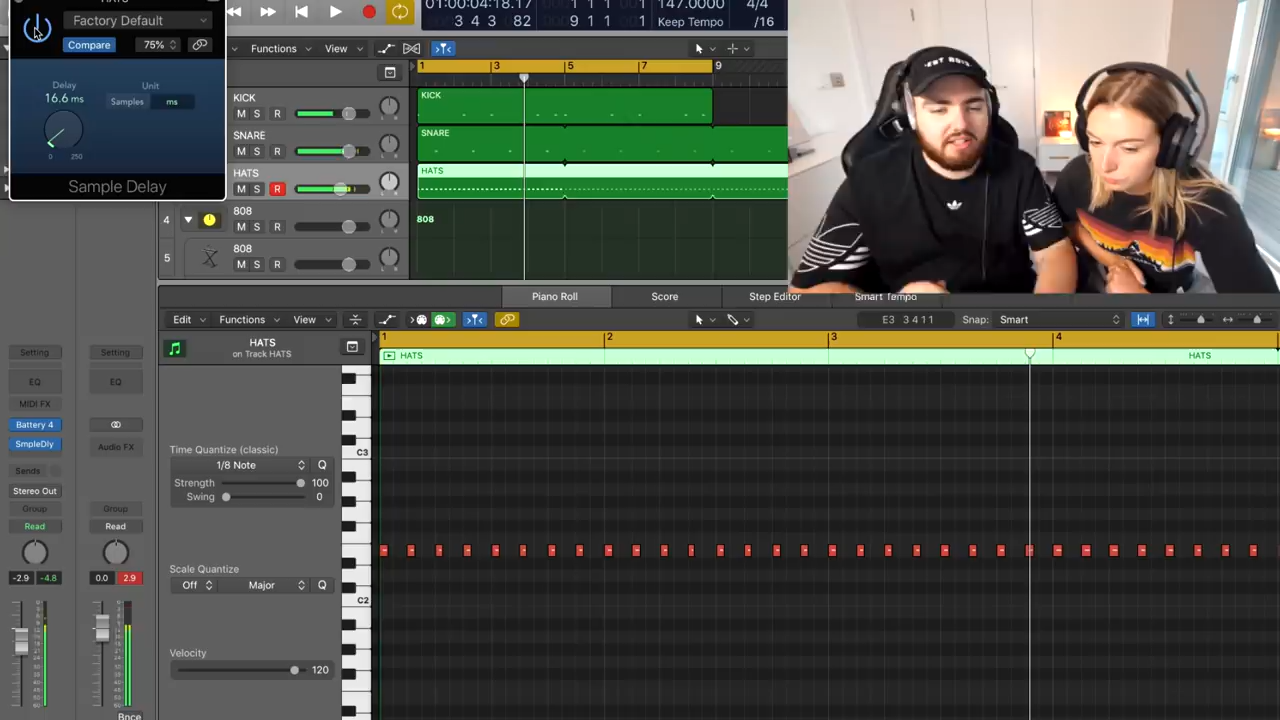 HATS
Factory Default
Compare
75%
Delay
16.6 ms
Unit
Samples
ms
0
250
Sample Delay
01:00:04:18.17
3 4 3 82
9 1 1
147.0000
Keep Tempo
4/4
/16
Functions
View
1
3
5
7
9
KICK
M S R
KICK
SNARE
M S R
SNARE
HATS
M S R
HATS
4
808
M S R
808
5
808
M S R
EST BOYS
Piano Roll
Score
Step Editor
Smart Tempo
Edit
Functions
View
E3 3 4 1 1
Snap:
Smart
HATS
on Track HATS
1
2
3
4
HATS
HATS
Time Quantize (classic)
1/8 Note
Q
Strength
100
Swing
0
Scale Quantize
Off
Major
Q
Velocity
120
C3
C2
Setting
Setting
EQ
EQ
MIDI FX
Battery 4
SmpleDly
Audio FX
Sends
Stereo Out
Group
Group
Read
Read
-2.9
-4.8
0.0
2.9
Bnce